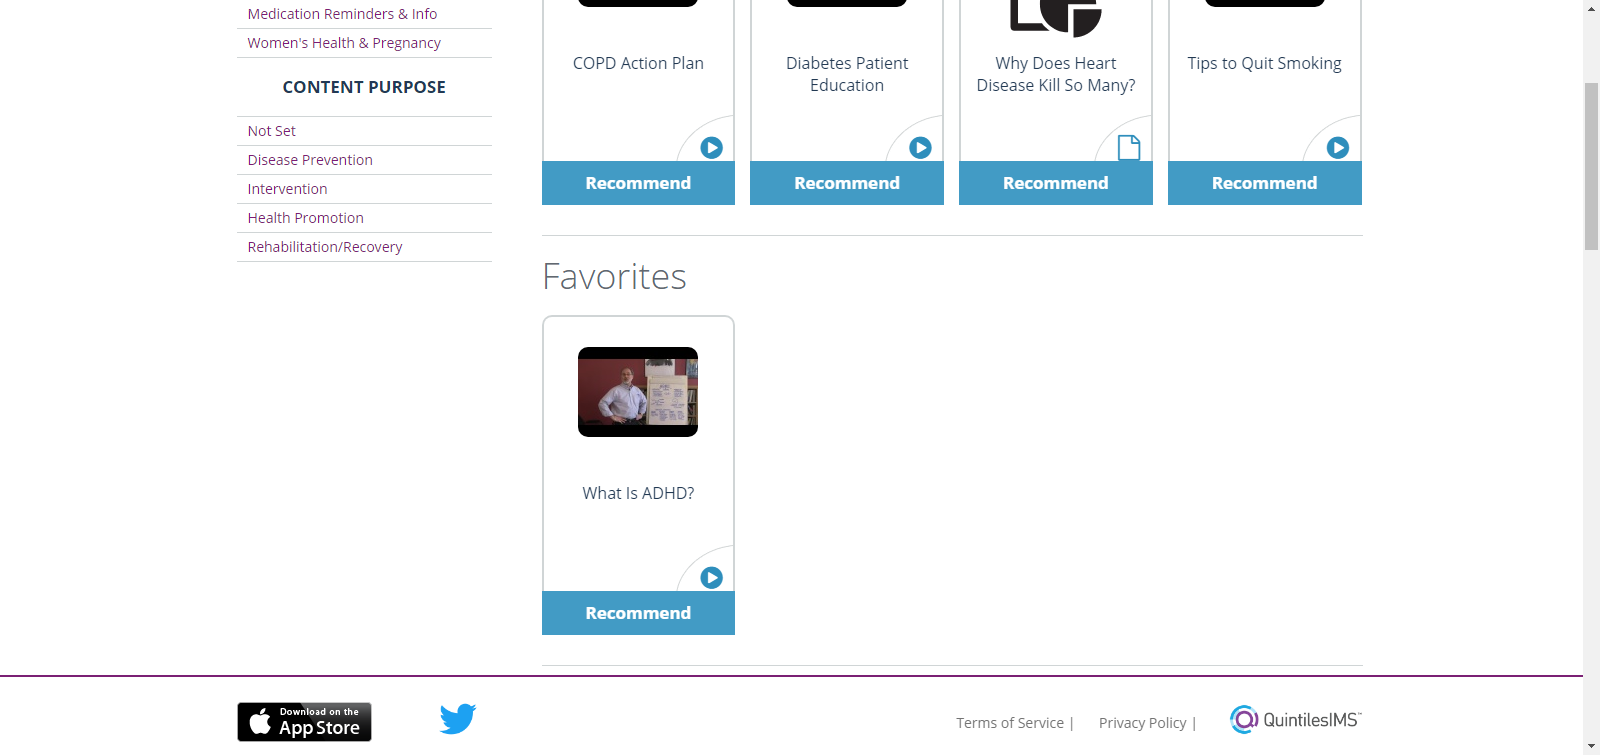 Medication Reminders & Info
Women's Health & Pregnancy
CONTENT PURPOSE
Not Set
Disease Prevention
Intervention
Health Promotion
Rehabilitation/Recovery
COPD Action Plan
Diabetes Patient
Education
Why Does Heart
Disease Kill So Many?
Tips to Quit Smoking
Recommend
Recommend
Recommend
Recommend
Favorites
What Is ADHD?
Recommend
Download on the
App Store
Terms of Service |
Privacy Policy |
QuintilesIMS™